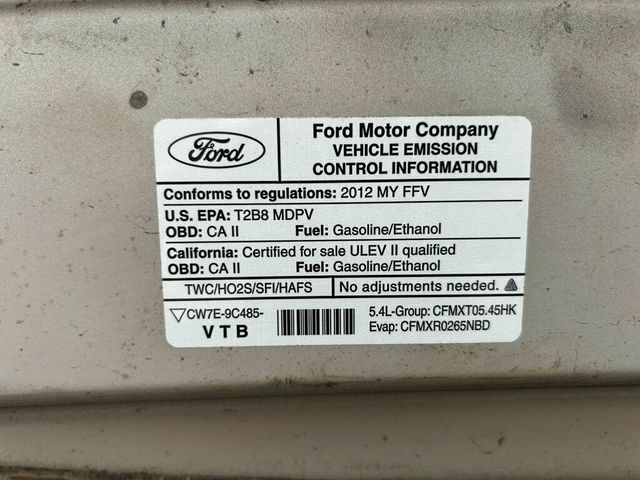 Ford
Ford Motor Company
VEHICLE EMISSION
CONTROL INFORMATION
Conforms to regulations: 2012 MY FFV
U.S. EPA: T2B8 MDPV
OBD: CA II Fuel: Gasoline/Ethanol
California: Certified for sale ULEV II qualified
OBD: CA II Fuel: Gasoline/Ethanol
TWC/HO2S/SFI/HAFS No adjustments needed.
CW7E-9C485-
VTB
5.4L-Group: CFMXT05.45HK
Evap: CFMXR0265NBD